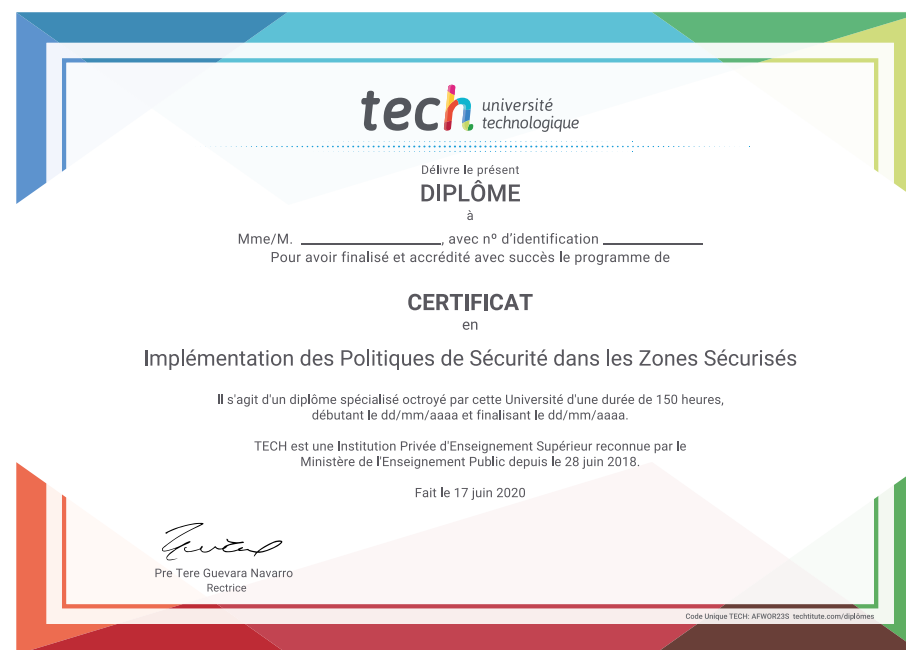 tech université
technologique
Délivre le présent
DIPLÔME
à
Mme/M. ____________________, avec nº d’identification ______________
Pour avoir finalisé et accrédité avec succès le programme de
CERTIFICAT
en
Implémentation des Politiques de Sécurité dans les Zones Sécurisés
Il s'agit d'un diplôme spécialisé octroyé par cette Université d'une durée de 150 heures,
débutant le dd/mm/aaaa et finalisant le dd/mm/aaaa.
TECH est une Institution Privée d'Enseignement Supérieur reconnue par le
Ministère de l'Enseignement Public depuis le 28 juin 2018.
Fait le 17 juin 2020
Pre Tere Guevara Navarro
Rectrice
Code Unique TECH: AFWOR23S techtitute.com/diplômes